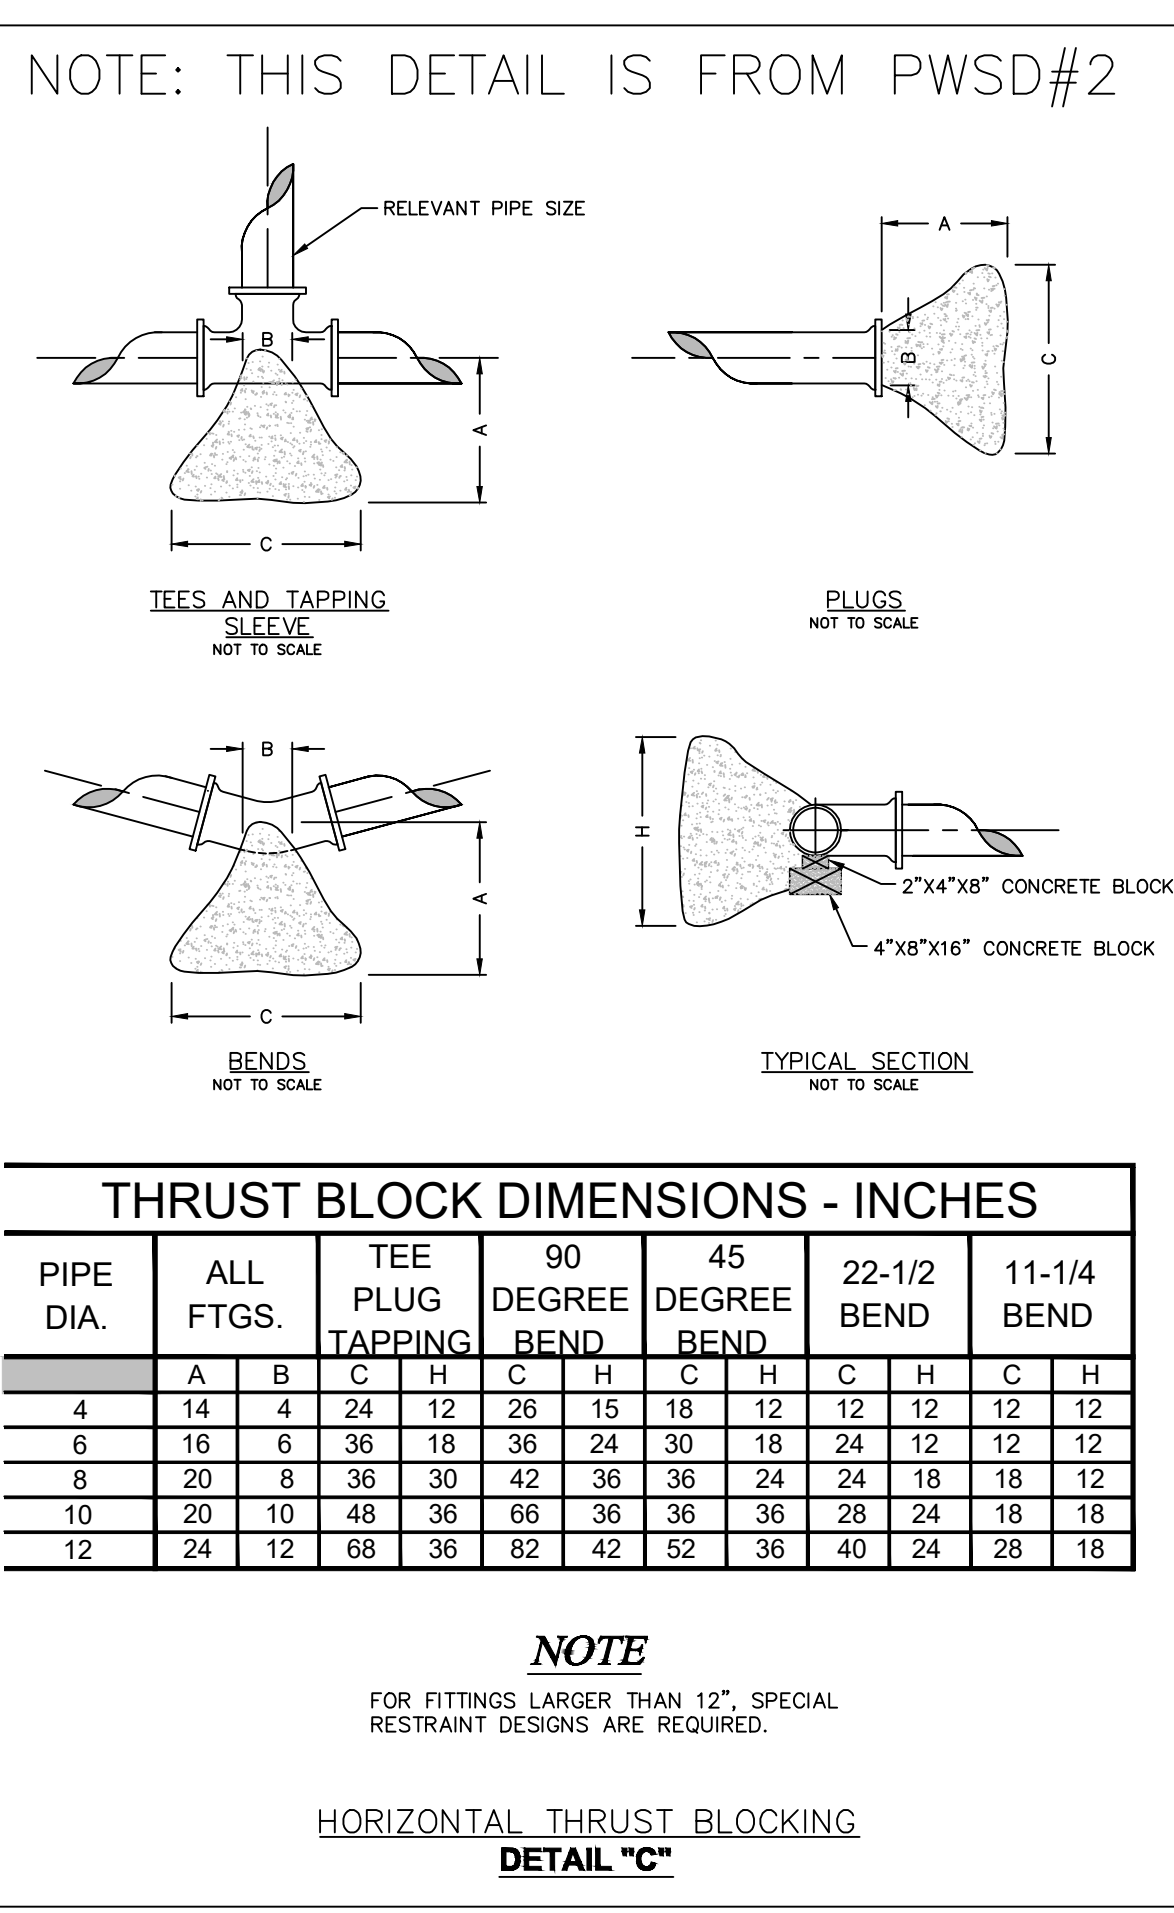 NOTE: THIS DETAIL IS FROM PWSD#2
RELEVANT PIPE SIZE
B
A
C
TEES AND TAPPING
SLEEVE
NOT TO SCALE
A
B
C
PLUGS
NOT TO SCALE
B
A
C
BENDS
NOT TO SCALE
H
2"X4"X8" CONCRETE BLOCK
4"X8"X16" CONCRETE BLOCK
TYPICAL SECTION
NOT TO SCALE
THRUST BLOCK DIMENSIONS - INCHES
PIPE DIA. ALL FTGS. TEE PLUG TAPPING 90 DEGREE BEND 45 DEGREE BEND 22-1/2 BEND 11-1/4 BEND
A B C H C H C H C H C H
4 14 4 24 12 26 15 18 12 12 12 12 12
6 16 6 36 18 36 24 30 18 24 12 12 12
8 20 8 36 30 42 36 36 24 24 18 18 12
10 20 10 48 36 66 36 36 36 28 24 18 18
12 24 12 68 36 82 42 52 36 40 24 28 18
NOTE
FOR FITTINGS LARGER THAN 12", SPECIAL
RESTRAINT DESIGNS ARE REQUIRED.
HORIZONTAL THRUST BLOCKING
DETAIL "C"